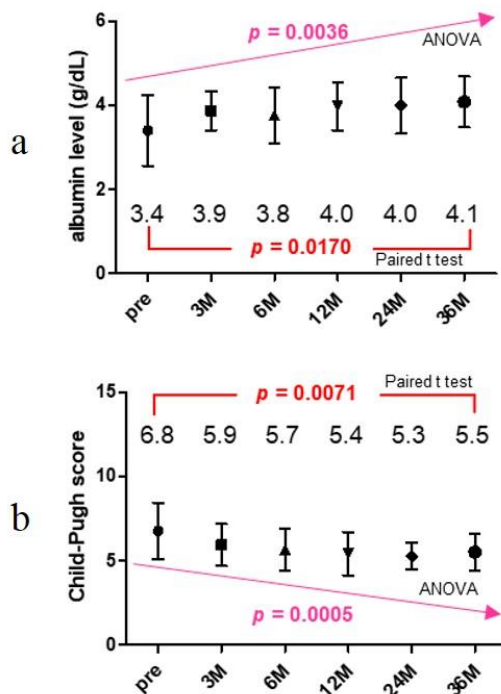 a
albumin level (g/dL)
6
4
2
0
p = 0.0036
ANOVA
3.4 3.9 3.8 4.0 4.0 4.1
p = 0.0170
Paired t test
pre 3M 6M 12M 24M 36M
b
Child-Pugh score
15
10
5
0
Paired t test
p = 0.0071
6.8 5.9 5.7 5.4 5.3 5.5
ANOVA
p = 0.0005
pre 3M 6M 12M 24M 36M